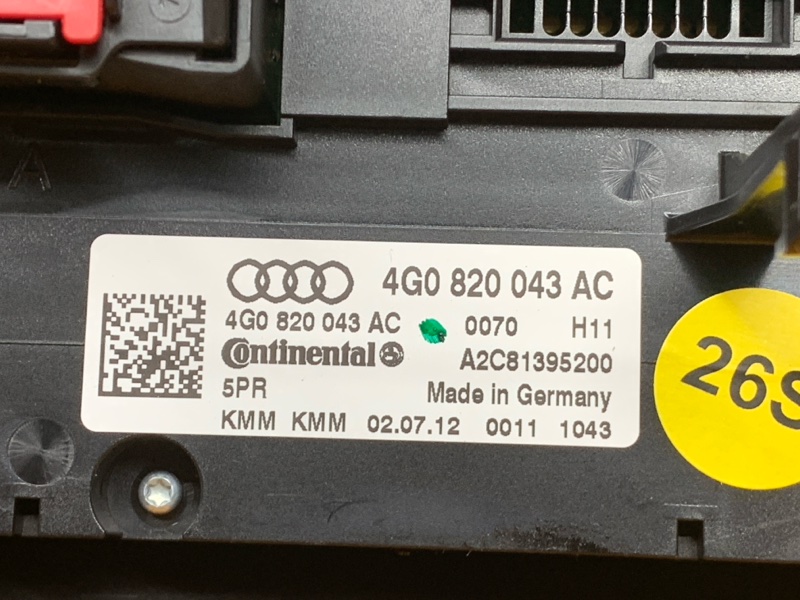 A
4G0 820 043 AC
4G0 820 043 AC 0070 H11
Continental A2C81395200
5PR Made in Germany
KMM KMM 02.07.12 0011 1043
26S